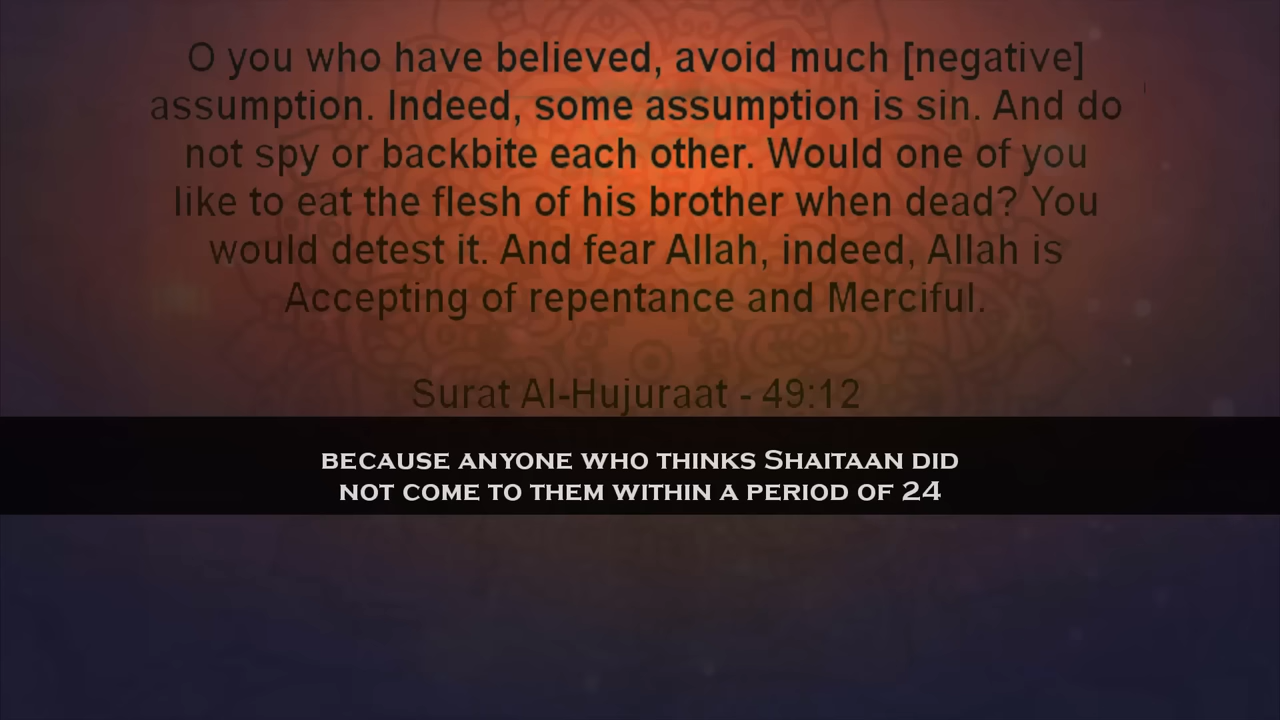 O you who have believed, avoid much [negative]
assumption. Indeed, some assumption is sin. And do
not spy or backbite each other. Would one of you
like to eat the flesh of his brother when dead? You
would detest it. And fear Allah, indeed, Allah is
Accepting of repentance and Merciful.
Surat Al-Hujuraat - 49:12
BECAUSE ANYONE WHO THINKS SHAITAAN DID
NOT COME TO THEM WITHIN A PERIOD OF 24